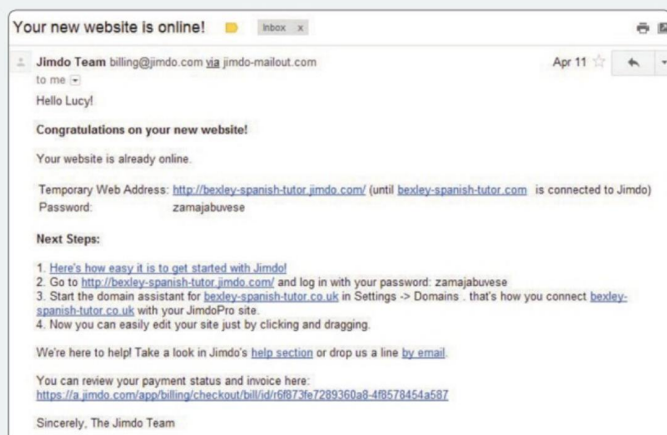 Your new website is online! Inbox x
Jimdo Team billing@jimdo.com via jimdo-mailout.com Apr 11
to me
Hello Lucy!
Congratulations on your new website!
Your website is already online.
Temporary Web Address: http://bexley-spanish-tutor.jimdo.com/ (until bexley-spanish-tutor.com is connected to Jimdo)
Password: zamajabuvese
Next Steps:
1. Here's how easy it is to get started with Jimdo!
2. Go to http://bexley-spanish-tutor.jimdo.com/ and log in with your password: zamajabuvese
3. Start the domain assistant for bexley-spanish-tutor.co.uk in Settings -> Domains . that's how you connect bexley-
spanish-tutor.co.uk with your JimdoPro site.
4. Now you can easily edit your site just by clicking and dragging.
We're here to help! Take a look in Jimdo's help section or drop us a line by email.
You can review your payment status and invoice here:
https://a.jimdo.com/app/billing/checkout/bill/id/r6f873fe7289360a8-4f8578454a587
Sincerely, The Jimdo Team